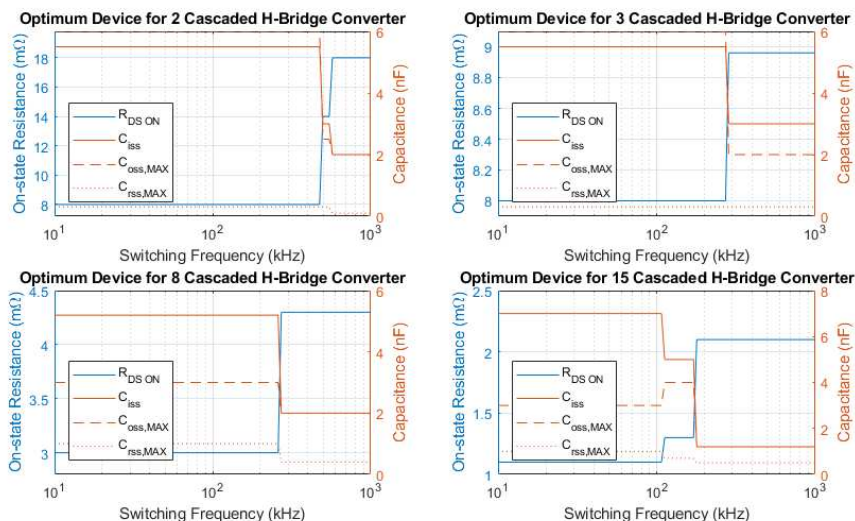 Optimum Device for 2 Cascaded H-Bridge Converter
On-state Resistance (mΩ)
18
16
14
12
10
8
R_DS ON
C_iss
C_oss,MAX
C_rss,MAX
6
4
2
0
Capacitance (nF)
10^1
10^2
10^3
Switching Frequency (kHz)
Optimum Device for 3 Cascaded H-Bridge Converter
On-state Resistance (mΩ)
9
8.8
8.6
8.4
8.2
8
R_DS ON
C_iss
C_oss,MAX
C_rss,MAX
6
4
2
0
Capacitance (nF)
10^1
10^2
10^3
Switching Frequency (kHz)
Optimum Device for 8 Cascaded H-Bridge Converter
On-state Resistance (mΩ)
4.5
4
3.5
3
R_DS ON
C_iss
C_oss,MAX
C_rss,MAX
6
4
2
0
Capacitance (nF)
10^1
10^2
10^3
Switching Frequency (kHz)
Optimum Device for 15 Cascaded H-Bridge Converter
On-state Resistance (mΩ)
2.5
2
1.5
1
R_DS ON
C_iss
C_oss,MAX
C_rss,MAX
8
6
4
2
0
Capacitance (nF)
10^1
10^2
10^3
Switching Frequency (kHz)